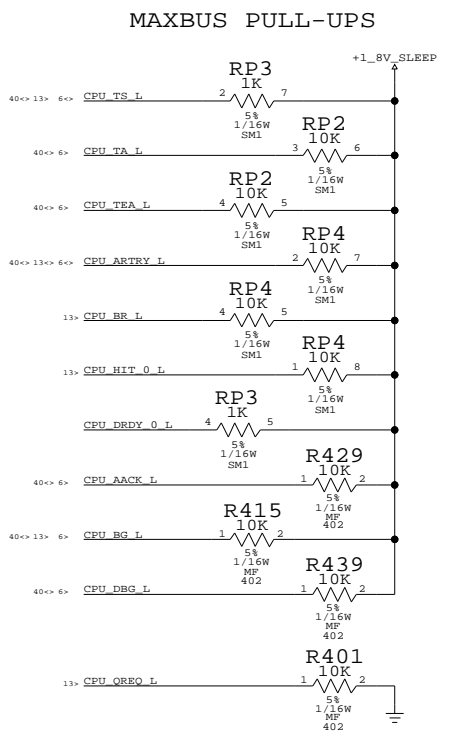 MAXBUS PULL-UPS
+1_8V_SLEEP
RP3
1K
40<> 13> 6<> CPU_TS_L 2 7
5%
1/16W
SM1
RP2
10K
40<> 6> CPU_TA_L 3 6
5%
1/16W
SM1
RP2
10K
40<> 6> CPU_TEA_L 4 5
5%
1/16W
SM1
RP4
10K
40<> 13<> 6<> CPU_ARTRY_L 2 7
5%
1/16W
SM1
RP4
10K
13> CPU_BR_L 4 5
5%
1/16W
SM1
RP4
10K
13> CPU_HIT_0_L 1 8
5%
1/16W
SM1
RP3
1K
CPU_DRDY_0_L 4 5
5%
1/16W
SM1
R429
10K
40<> 6> CPU_AACK_L 1 2
5%
1/16W
MF
402
R415
10K
40<> 13> 6> CPU_BG_L 1 2
5%
1/16W
MF
402
R439
10K
40<> 6> CPU_DBG_L 1 2
5%
1/16W
MF
402
R401
10K
13> CPU_QREQ_L 1 2
5%
1/16W
MF
402